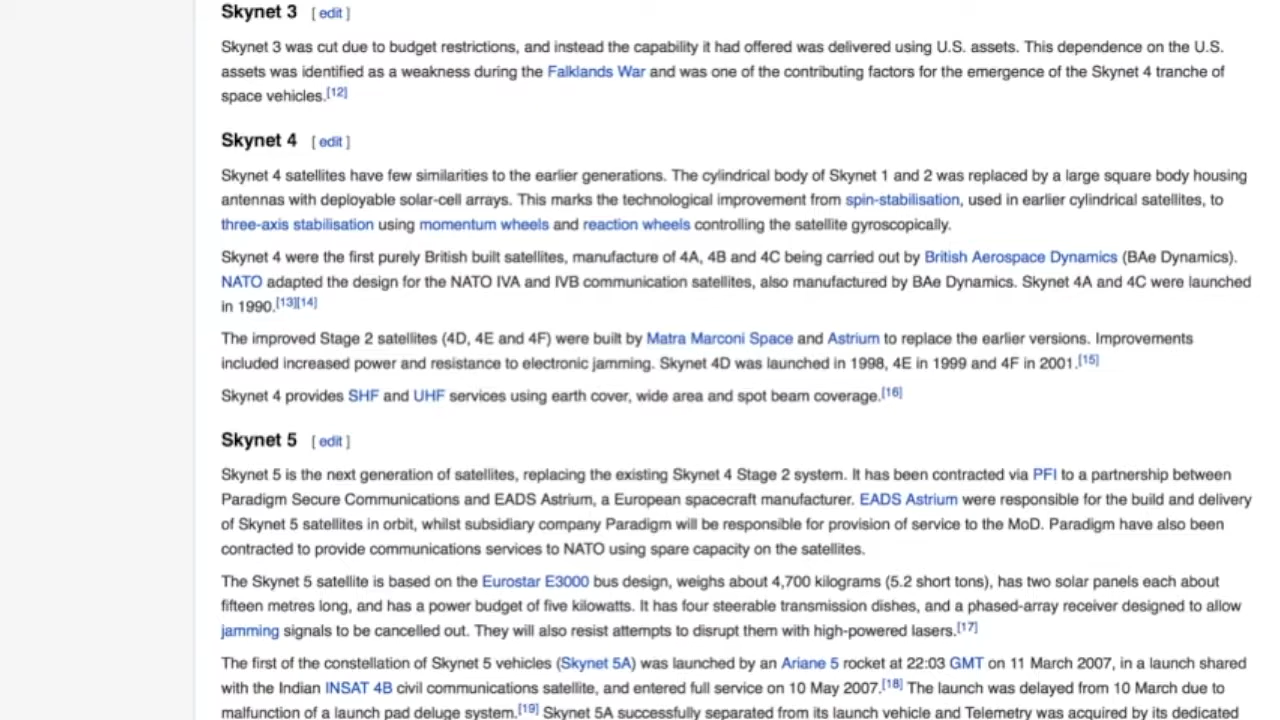 Skynet 3 [ edit ]
Skynet 3 was cut due to budget restrictions, and instead the capability it had offered was delivered using U.S. assets. This dependence on the U.S.
assets was identified as a weakness during the Falklands War and was one of the contributing factors for the emergence of the Skynet 4 tranche of
space vehicles.[12]
Skynet 4 [ edit ]
Skynet 4 satellites have few similarities to the earlier generations. The cylindrical body of Skynet 1 and 2 was replaced by a large square body housing
antennas with deployable solar-cell arrays. This marks the technological improvement from spin-stabilisation, used in earlier cylindrical satellites, to
three-axis stabilisation using momentum wheels and reaction wheels controlling the satellite gyroscopically.
Skynet 4 were the first purely British built satellites, manufacture of 4A, 4B and 4C being carried out by British Aerospace Dynamics (BAe Dynamics).
NATO adapted the design for the NATO IVA and IVB communication satellites, also manufactured by BAe Dynamics. Skynet 4A and 4C were launched
in 1990.[13][14]
The improved Stage 2 satellites (4D, 4E and 4F) were built by Matra Marconi Space and Astrium to replace the earlier versions. Improvements
included increased power and resistance to electronic jamming. Skynet 4D was launched in 1998, 4E in 1999 and 4F in 2001.[15]
Skynet 4 provides SHF and UHF services using earth cover, wide area and spot beam coverage.[16]
Skynet 5 [ edit ]
Skynet 5 is the next generation of satellites, replacing the existing Skynet 4 Stage 2 system. It has been contracted via PFI to a partnership between
Paradigm Secure Communications and EADS Astrium, a European spacecraft manufacturer. EADS Astrium were responsible for the build and delivery
of Skynet 5 satellites in orbit, whilst subsidiary company Paradigm will be responsible for provision of service to the MoD. Paradigm have also been
contracted to provide communications services to NATO using spare capacity on the satellites.
The Skynet 5 satellite is based on the Eurostar E3000 bus design, weighs about 4,700 kilograms (5.2 short tons), has two solar panels each about
fifteen metres long, and has a power budget of five kilowatts. It has four steerable transmission dishes, and a phased-array receiver designed to allow
jamming signals to be cancelled out. They will also resist attempts to disrupt them with high-powered lasers.[17]
The first of the constellation of Skynet 5 vehicles (Skynet 5A) was launched by an Ariane 5 rocket at 22:03 GMT on 11 March 2007, in a launch shared
with the Indian INSAT 4B civil communications satellite, and entered full service on 10 May 2007.[18] The launch was delayed from 10 March due to
malfunction of a launch pad deluge system.[19] Skynet 5A successfully separated from its launch vehicle and Telemetry was acquired by its dedicated